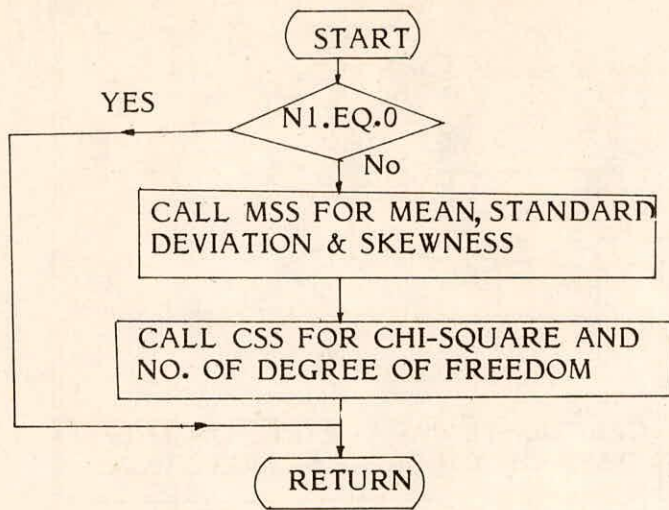 START
YES
N1.EQ.0
No
CALL MSS FOR MEAN, STANDARD
DEVIATION & SKEWNESS
CALL CSS FOR CHI-SQUARE AND
NO. OF DEGREE OF FREEDOM
RETURN